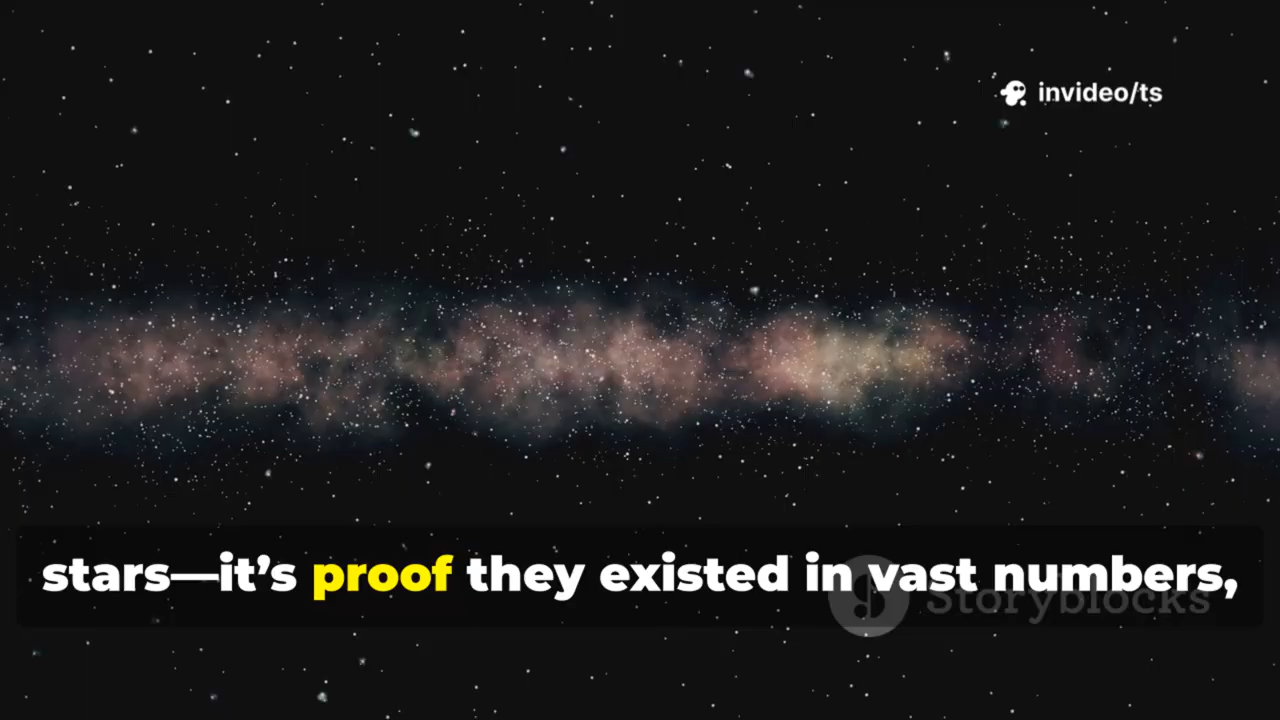 invideo/ts
stars—it’s proof they existed in vast numbers,
Storyblocks